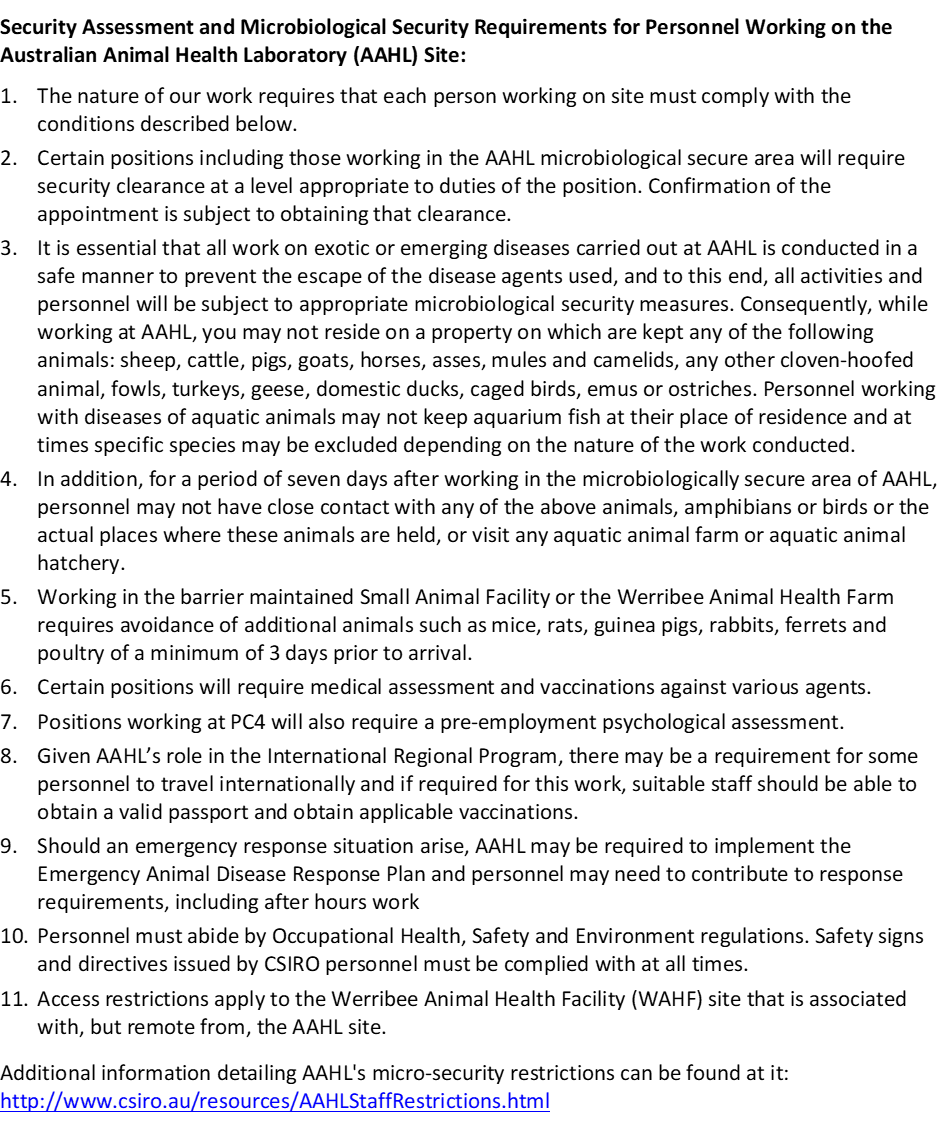 Security Assessment and Microbiological Security Requirements for Personnel Working on the
Australian Animal Health Laboratory (AAHL) Site:
1. The nature of our work requires that each person working on site must comply with the
conditions described below.
2. Certain positions including those working in the AAHL microbiological secure area will require
security clearance at a level appropriate to duties of the position. Confirmation of the
appointment is subject to obtaining that clearance.
3. It is essential that all work on exotic or emerging diseases carried out at AAHL is conducted in a
safe manner to prevent the escape of the disease agents used, and to this end, all activities and
personnel will be subject to appropriate microbiological security measures. Consequently, while
working at AAHL, you may not reside on a property on which are kept any of the following
animals: sheep, cattle, pigs, goats, horses, asses, mules and camelids, any other cloven-hoofed
animal, fowls, turkeys, geese, domestic ducks, caged birds, emus or ostriches. Personnel working
with diseases of aquatic animals may not keep aquarium fish at their place of residence and at
times specific species may be excluded depending on the nature of the work conducted.
4. In addition, for a period of seven days after working in the microbiologically secure area of AAHL,
personnel may not have close contact with any of the above animals, amphibians or birds or the
actual places where these animals are held, or visit any aquatic animal farm or aquatic animal
hatchery.
5. Working in the barrier maintained Small Animal Facility or the Werribee Animal Health Farm
requires avoidance of additional animals such as mice, rats, guinea pigs, rabbits, ferrets and
poultry of a minimum of 3 days prior to arrival.
6. Certain positions will require medical assessment and vaccinations against various agents.
7. Positions working at PC4 will also require a pre-employment psychological assessment.
8. Given AAHL’s role in the International Regional Program, there may be a requirement for some
personnel to travel internationally and if required for this work, suitable staff should be able to
obtain a valid passport and obtain applicable vaccinations.
9. Should an emergency response situation arise, AAHL may be required to implement the
Emergency Animal Disease Response Plan and personnel may need to contribute to response
requirements, including after hours work
10. Personnel must abide by Occupational Health, Safety and Environment regulations. Safety signs
and directives issued by CSIRO personnel must be complied with at all times.
11. Access restrictions apply to the Werribee Animal Health Facility (WAHF) site that is associated
with, but remote from, the AAHL site.
Additional information detailing AAHL's micro-security restrictions can be found at it:
http://www.csiro.au/resources/AAHLStaffRestrictions.html